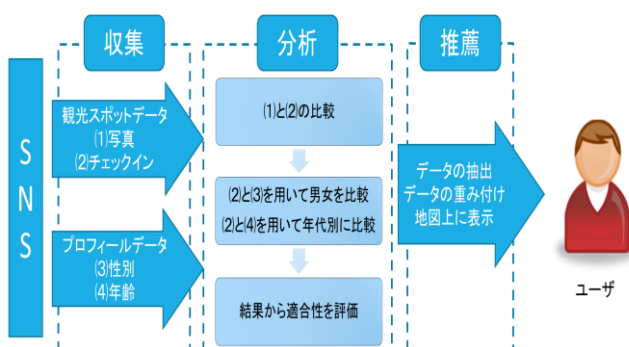 収集
分析
推薦
SNS
観光スポットデータ
(1)写真
(2)チェックイン
プロフィールデータ
(3)性別
(4)年齢
(1)と(2)の比較
(2)と(3)を用いて男女を比較
(2)と(4)を用いて年代別に比較
結果から適合性を評価
データの抽出
データの重み付け
地図上に表示
ユーザ